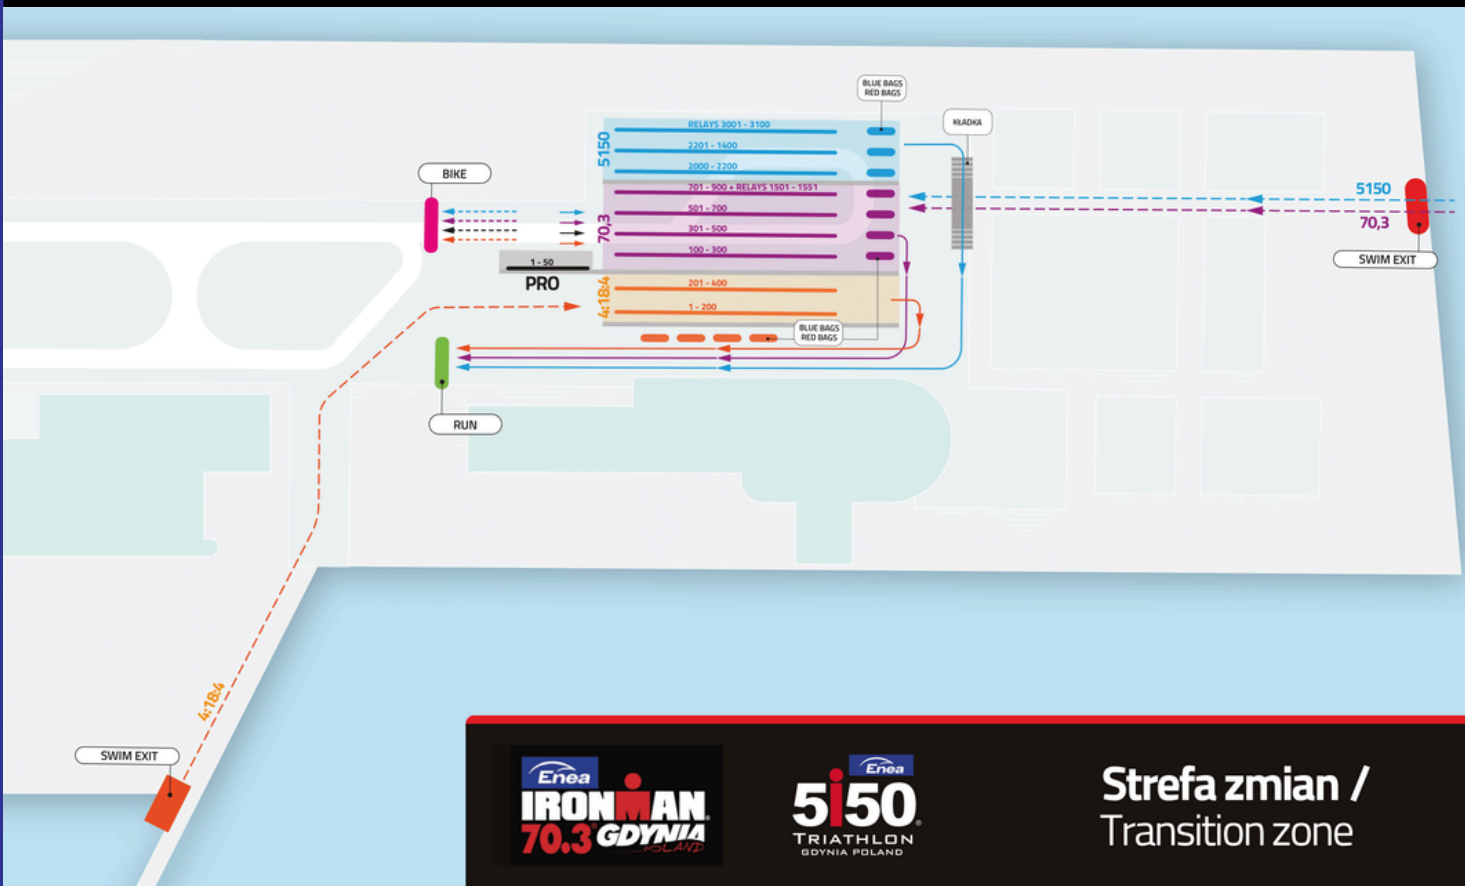 BLUE BAGS
RED BAGS
KŁADKA
5150
RELAYS 3001 - 3100
2201 - 1400
2000 - 2200
BIKE
70,3
701 - 900 + RELAYS 1501 - 1551
501 - 700
301 - 500
100 - 300
5150
70,3
SWIM EXIT
1 - 50
PRO
4:18:4
201 - 400
1 - 200
BLUE BAGS
RED BAGS
RUN
4:18:4
SWIM EXIT
Enea
IRONMAN
70.3 GDYNIA
POLAND
Enea
5i50
TRIATHLON
GDYNIA POLAND
Strefa zmian /
Transition zone